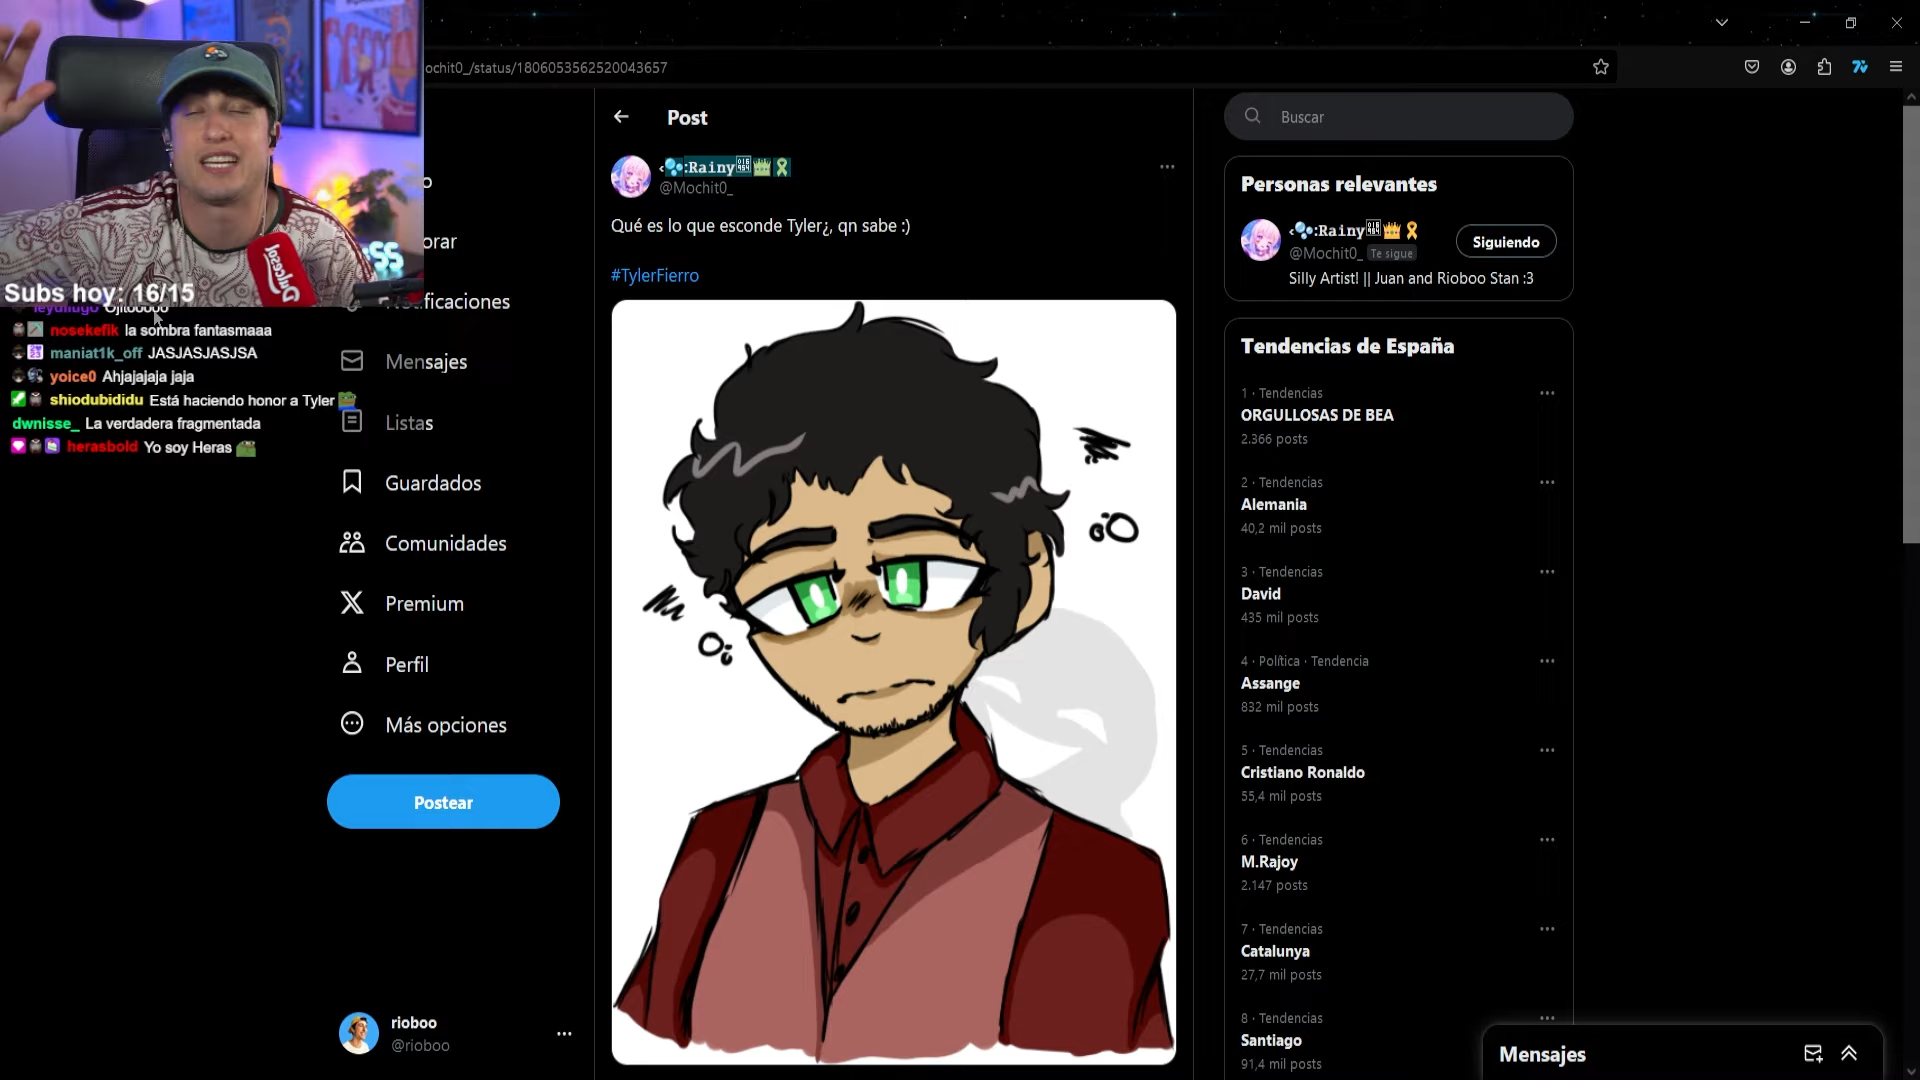 ochit0_/status/1806053562520043657
Subs hoy: 16/15
leydifugo Ojitooooo
nosekefik la sombra fantasmaaa
maniat1k_off JASJASJASJSA
yoice0 Ahjajajaja jaja
shiodubididu Está haciendo honor a Tyler
dwnisse_ La verdadera fragmentada
herasbold Yo soy Heras
Dulcesol
:55
o
orar
Notificaciones
Mensajes
Listas
Guardados
Comunidades
Premium
Perfil
Más opciones
Postear
rioboo
@rioboo
Post
:Rainy
@Mochit0_
Qué es lo que esconde Tyler¿, qn sabe :)
#TylerFierro
Buscar
Personas relevantes
:Rainy
@Mochit0_ Te sigue
Siguiendo
Silly Artist! || Juan and Rioboo Stan :3
Tendencias de España
1 · Tendencias
ORGULLOSAS DE BEA
2.366 posts
2 · Tendencias
Alemania
40,2 mil posts
3 · Tendencias
David
435 mil posts
4 · Política · Tendencia
Assange
832 mil posts
5 · Tendencias
Cristiano Ronaldo
55,4 mil posts
6 · Tendencias
M.Rajoy
2.147 posts
7 · Tendencias
Catalunya
27,7 mil posts
8 · Tendencias
Santiago
91,4 mil posts
Mensajes